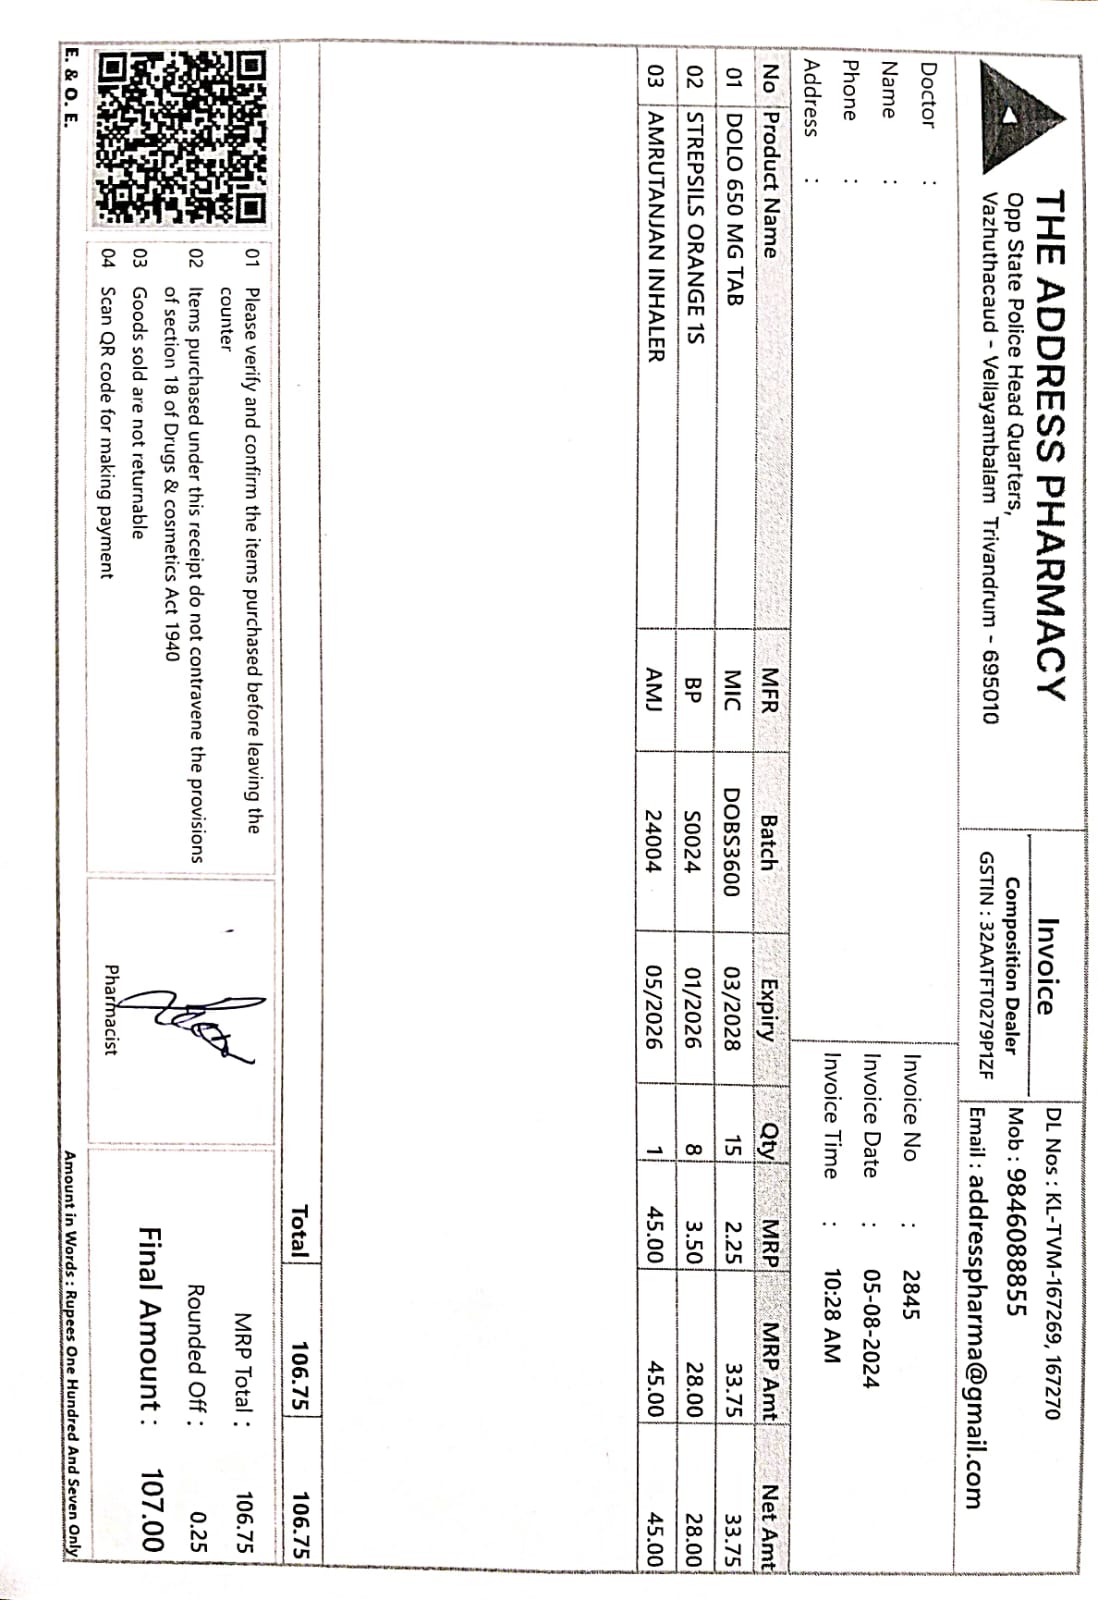 THE ADDRESS PHARMACY
Opp State Police Head Quarters,
Vazhuthacaud - Vellayambalam Trivandrum - 695010
Invoice
Composition Dealer
GSTIN : 32AATFT0279P1ZF
DL Nos : KL-TVM-167269, 167270
Mob : 9846088855
Email : addresspharma@gmail.com
Doctor :
Name :
Phone :
Address :
Invoice No : 2845
Invoice Date : 05-08-2024
Invoice Time : 10:28 AM
No Product Name MFR Batch Expiry Qty MRP MRP Amt Net Amt
01 DOLO 650 MG TAB MIC DOBS3600 03/2028 15 2.25 33.75 33.75
02 STREPSILS ORANGE 1S BP S0024 01/2026 8 3.50 28.00 28.00
03 AMRUTANJAN INHALER AMJ 24004 05/2026 1 45.00 45.00 45.00
Total 106.75 106.75
01 Please verify and confirm the items purchased before leaving the
counter
02 Items purchased under this receipt do not contravene the provisions
of section 18 of Drugs & cosmetics Act 1940
03 Goods sold are not returnable
04 Scan QR code for making payment
Pharmacist
MRP Total : 106.75
Rounded Off : 0.25
Final Amount : 107.00
E. & O. E.
Amount in Words : Rupees One Hundred And Seven Only